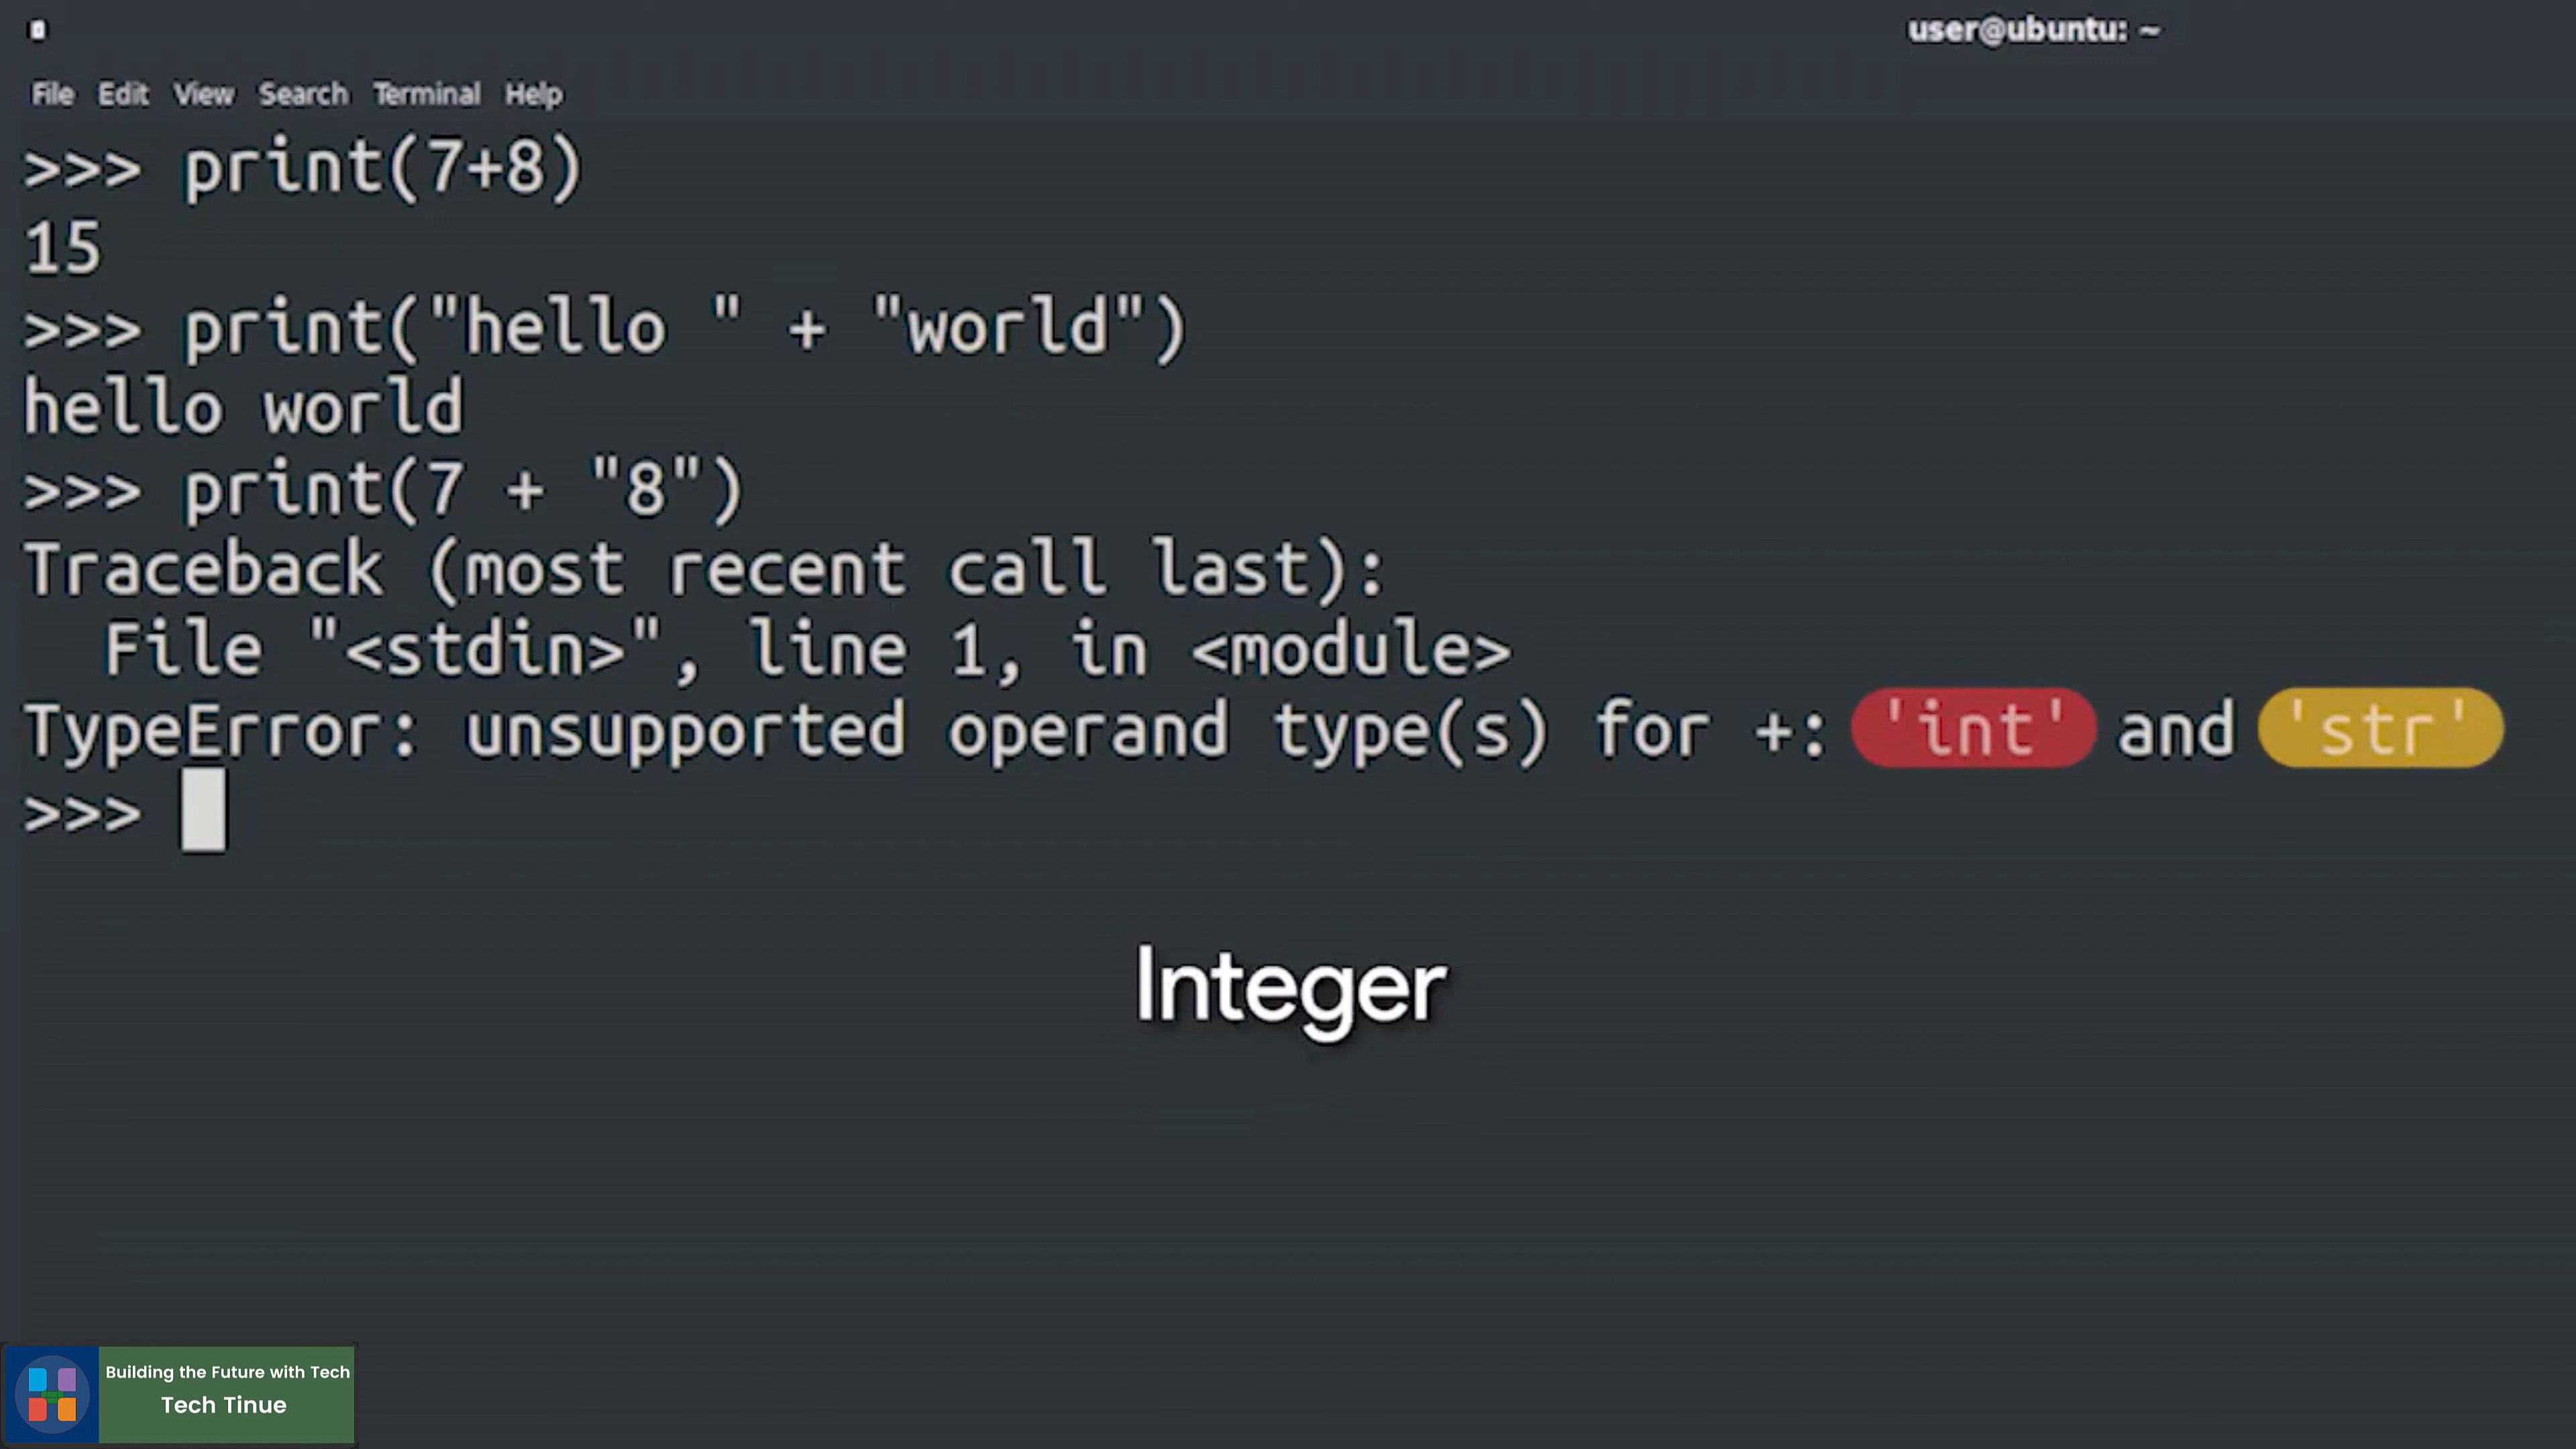 user@ubuntu: ~
File Edit View Search Terminal Help
>>> print(7+8)
15
>>> print("hello " + "world")
hello world
>>> print(7 + "8")
Traceback (most recent call last):
  File "<stdin>", line 1, in <module>
TypeError: unsupported operand type(s) for +: 'int' and 'str'
>>>
Integer
Building the Future with Tech
Tech Tinue